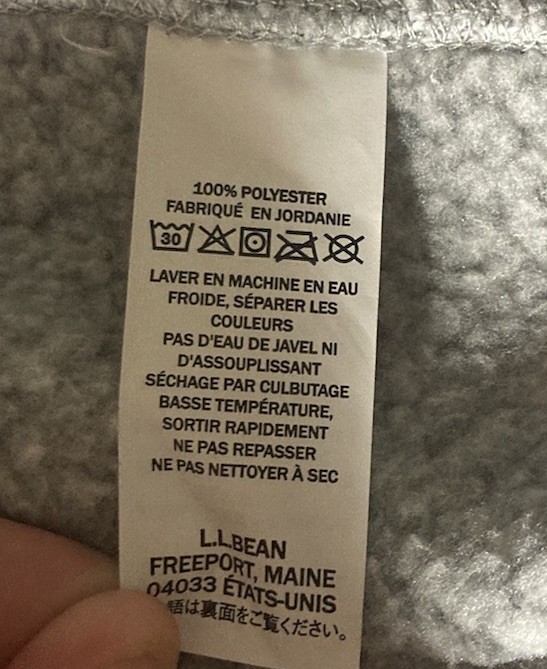 100% POLYESTER
FABRIQUÉ EN JORDANIE
30
LAVER EN MACHINE EN EAU
FROIDE, SÉPARER LES
COULEURS
PAS D'EAU DE JAVEL NI
D'ASSOUPLISSANT
SÉCHAGE PAR CULBUTAGE
BASSE TEMPÉRATURE,
SORTIR RAPIDEMENT
NE PAS REPASSER
NE PAS NETTOYER À SEC
L.L.BEAN
FREEPORT, MAINE
04033 ÉTATS-UNIS
語は裏面をご覧ください。